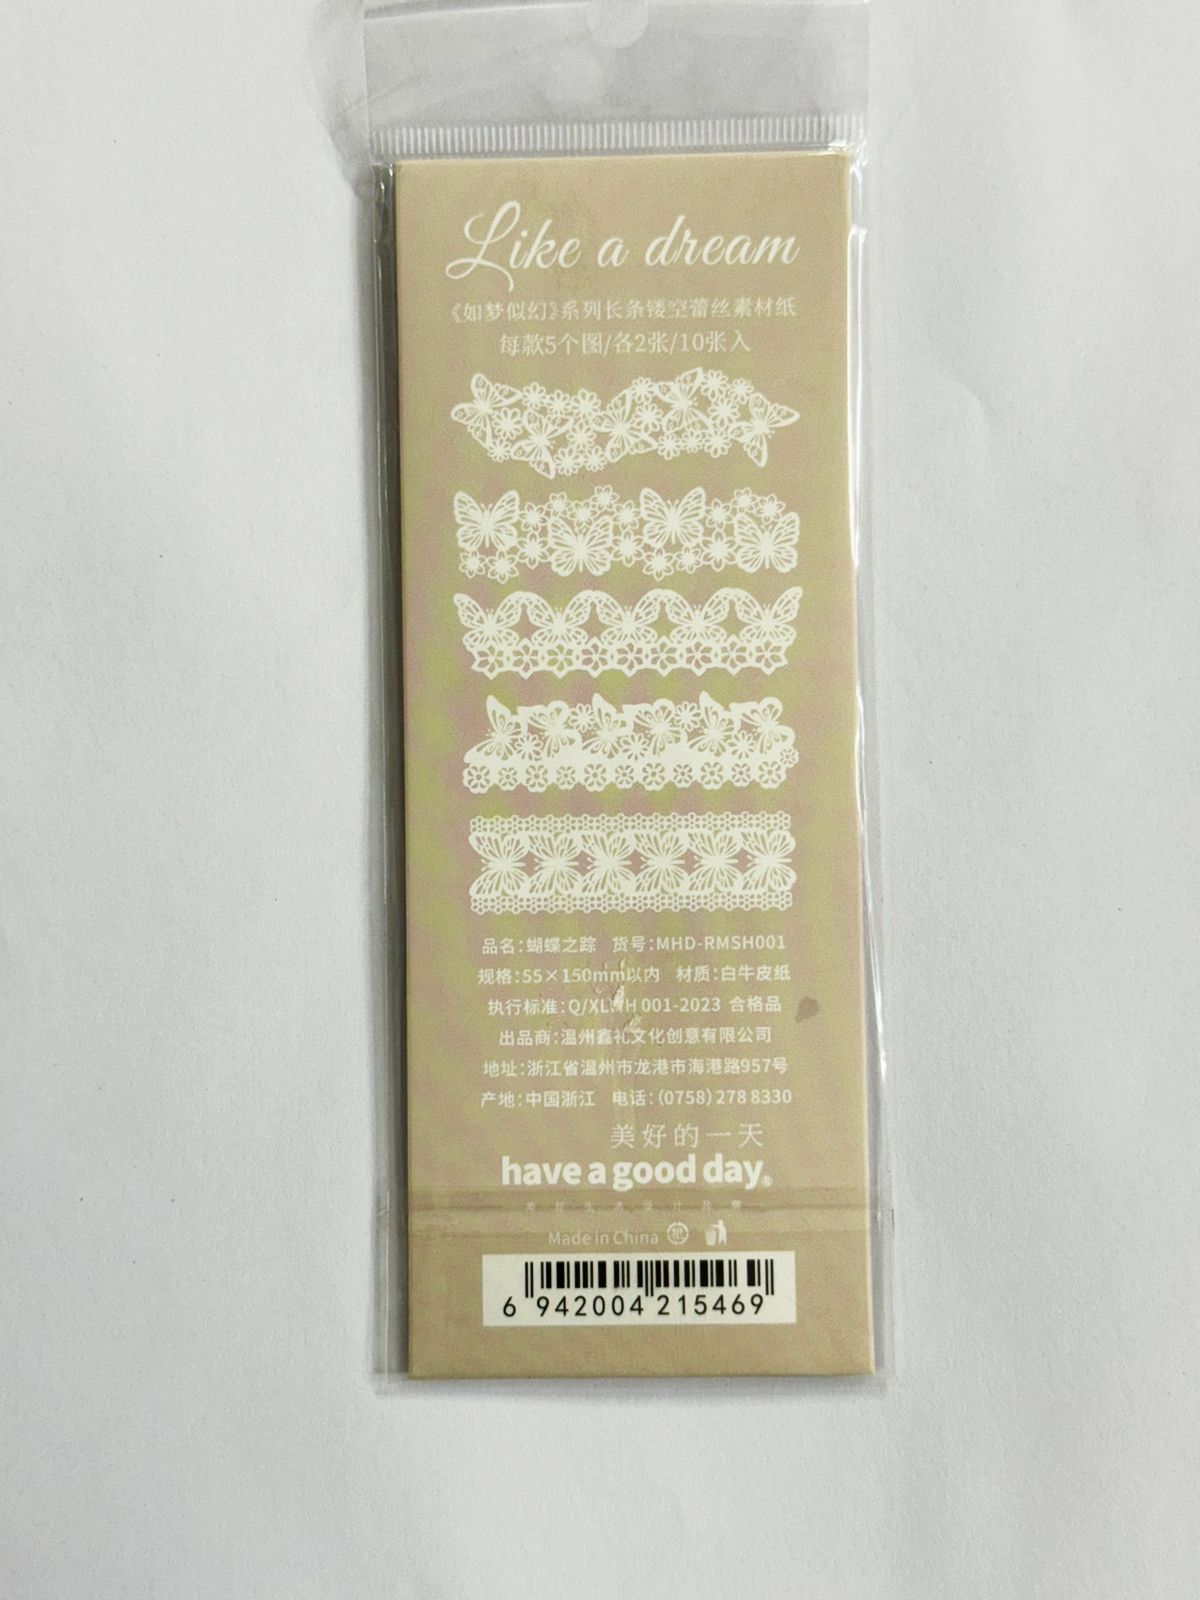 Like a dream
《如梦似幻》系列长条镂空蕾丝素材纸
每款5个图/各2张/10张入
品名:蝴蝶之踪 货号:MHD-RMSH001
规格:55×150mm以内 材质:白牛皮纸
执行标准:Q/XLWH 001-2023 合格品
出品商:温州鑫礼文化创意有限公司
地址:浙江省温州市龙港市海港路957号
产地:中国浙江 电话:(0758)278 8330
美好的一天
have a good day®
Made in China
6 942004 215469